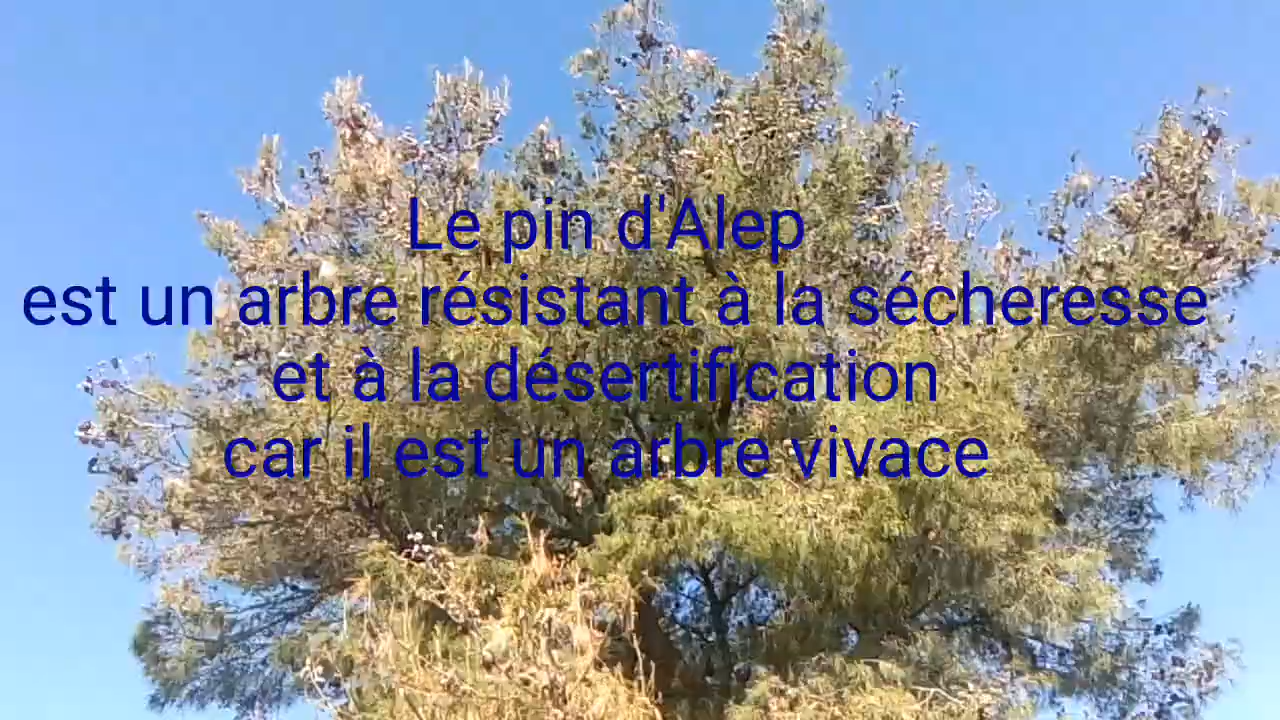 Le pin d'Alep
est un arbre résistant à la sécheresse
et à la désertification
car il est un arbre vivace